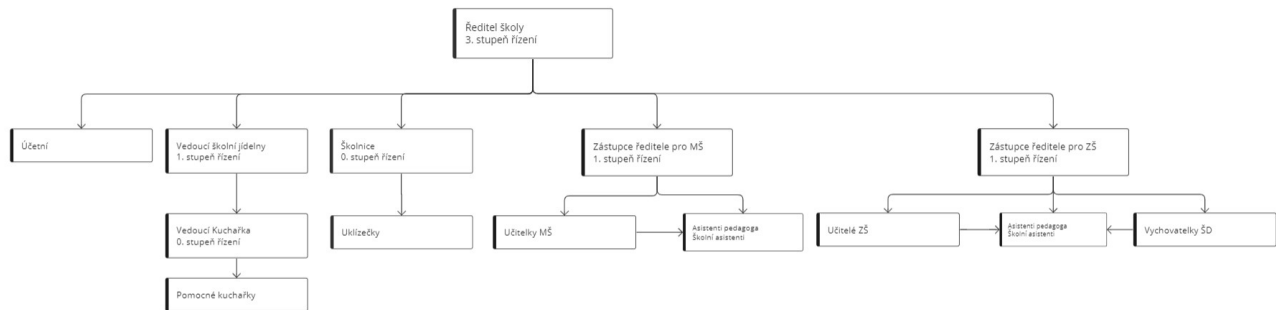 Ředitel školy
3. stupeň řízení
Účetní
Vedoucí školní jídelny
1. stupeň řízení
Školnice
0. stupeň řízení
Zástupce ředitele pro MŠ
1. stupeň řízení
Zástupce ředitele pro ZŠ
1. stupeň řízení
Vedoucí Kuchařka
0. stupeň řízení
Uklízečky
Učitelky MŠ
Asistenti pedagoga
Školní asistenti
Učitelé ZŠ
Asistenti pedagoga
Školní asistenti
Vychovatelky ŠD
Pomocné kuchařky